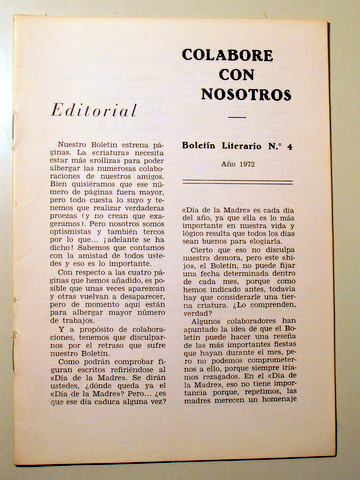 Editorial
Nuestro Boletín estrena pá-
ginas. La «criatura» necesita
estar más «rolliza» para poder
albergar las numerosas colabo-
raciones de nuestros amigos.
Bien quisiéramos que ese nú-
mero de páginas fuera mayor,
pero todo cuesta lo suyo y te-
nemos que realizar verdaderas
proezas (y no crean que exa-
geramos). Pero nosotros somos
optimistas y también tercos
por lo que... ¡adelante se ha
dicho! Sabemos que contamos
con la amistad de todos uste-
des y eso es lo importante.
Con respecto a las cuatro pá-
ginas que hemos añadido, es po-
sible que unas veces aparezcan
y otras vuelvan a desaparecer,
pero de momento aquí están
para albergar mayor número
de trabajos.
Y a propósito de colabora-
ciones, tenemos que disculpar-
nos por el retraso que sufre
nuestro Boletín.
Como podrán comprobar fi-
guran escritos refiriéndose al
«Día de la Madre». Se dirán
ustedes, ¿dónde queda ya el
«Día de la Madre»? Pero... ¿es
que ese día caduca alguna vez?
COLABORE
CON
NOSOTROS
Boletín Literario N.° 4
Año 1972
«Día de la Madre» es cada día
del año, ya que ella es lo más
importante en nuestra vida y
lógico resulta que todos los días
sean buenos para elogiarla.
Cierto que eso no disculpa
nuestra demora, pero este «hi-
jo», el Boletín, no puede fijar
una fecha determinada dentro
de cada mes, porque como
hemos indicado antes, todavía
hay que considerarle una tier-
na criatura. ¿Lo comprenden,
verdad?
Algunos colaboradores han
apuntado la idea de que el Bo-
letín puede hacer una reseña
de las más importantes fiestas
que hayan durante el mes, pe-
ro no podemos comprometer-
nos a ello, porque siempre iría-
mos rezagados. En el «Día de
la Madre», eso no tiene impor-
tancia porque, repetimos, las
madres merecen un homenaje